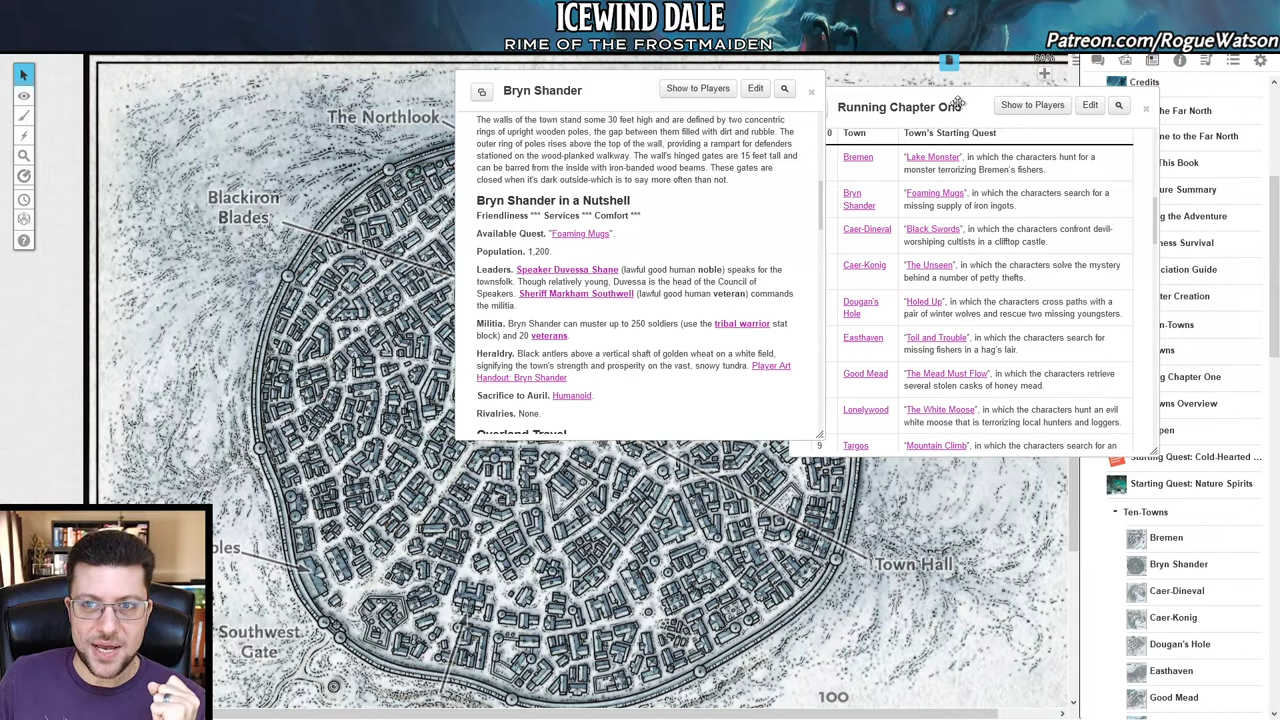 ICEWIND DALE
RIME OF THE FROSTMAIDEN
Patreon.com/RogueWatson
60%
The Northlook
Blackiron
Blades
Southwest
Gate
Town Hall
100
Bryn Shander
Show to Players
Edit
The walls of the town stand some 30 feet high and are defined by two concentric
rings of upright wooden poles, the gap between them filled with dirt and rubble. The
outer ring of poles rises above the top of the wall, providing a rampart for defenders
stationed on the wood-planked walkway. The wall's hinged gates are 15 feet tall and
can be barred from the inside with iron-banded wood beams. These gates are
closed when it's dark outside-which is to say more often than not.
Bryn Shander in a Nutshell
Friendliness *** Services *** Comfort ***
Available Quest. "Foaming Mugs".
Population. 1,200.
Leaders. Speaker Duvessa Shane (lawful good human noble) speaks for the
townsfolk. Though relatively young, Duvessa is the head of the Council of
Speakers. Sheriff Markham Southwell (lawful good human veteran) commands
the militia.
Militia. Bryn Shander can muster up to 250 soldiers (use the tribal warrior stat
block) and 20 veterans.
Heraldry. Black antlers above a vertical shaft of golden wheat on a white field,
signifying the town's strength and prosperity on the vast, snowy tundra. Player Art
Handout: Bryn Shander
Sacrifice to Auril. Humanoid.
Rivalries. None.
Overland Travel
Running Chapter One
Show to Players
Edit
0 Town Town's Starting Quest
Bremen "Lake Monster", in which the characters hunt for a
monster terrorizing Bremen's fishers.
Bryn "Foaming Mugs", in which the characters search for a
Shander missing supply of iron ingots.
Caer-Dineval "Black Swords", in which the characters confront devil-
worshiping cultists in a clifftop castle.
Caer-Konig "The Unseen", in which the characters solve the mystery
behind a number of petty thefts.
Dougan's "Holed Up", in which the characters cross paths with a
Hole pair of winter wolves and rescue two missing youngsters.
Easthaven "Toil and Trouble", in which the characters search for
missing fishers in a hag's lair.
Good Mead "The Mead Must Flow", in which the characters retrieve
several stolen casks of honey mead.
Lonelywood "The White Moose", in which the characters hunt an evil
white moose that is terrorizing local hunters and loggers.
9 Targos "Mountain Climb", in which the characters search for an
Credits
the Far North
me to the Far North
This Book
ture Summary
ng the Adventure
ness Survival
ciation Guide
ter Creation
n-Towns
wns
ng Chapter One
wns Overview
pen
Starting Quest: Cold-Hearted ...
Starting Quest: Nature Spirits
- Ten-Towns
Bremen
Bryn Shander
Caer-Dineval
Caer-Konig
Dougan's Hole
Easthaven
Good Mead